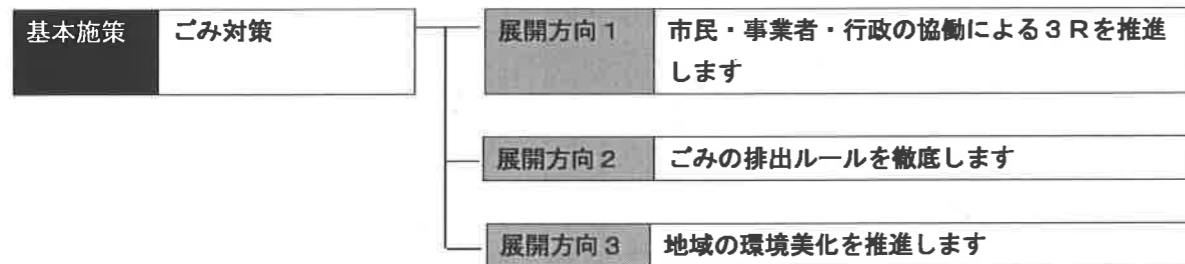 基本施策 ごみ対策
展開方向1 市民・事業者・行政の協働による3Rを推進
します
展開方向2 ごみの排出ルールを徹底します
展開方向3 地域の環境美化を推進します